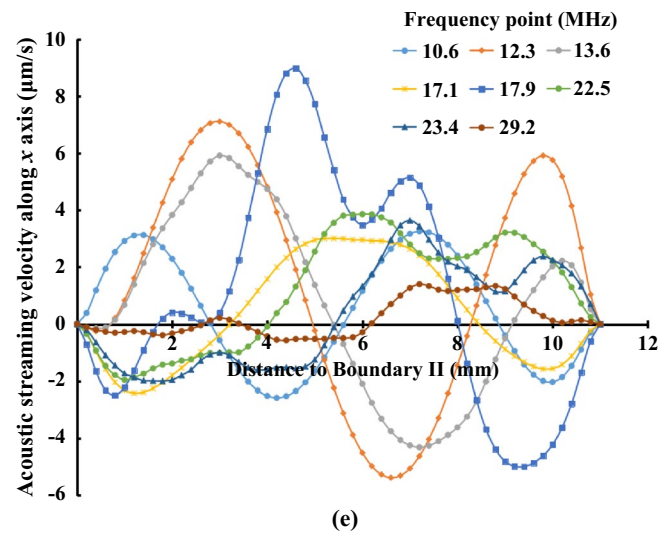 Frequency point (MHz)
10.6 12.3 13.6
17.1 17.9 22.5
23.4 29.2
Acoustic streaming velocity along x axis (μm/s)
10
8
6
4
2
0
-2
-4
-6
0 2 4 6 8 10 12
Distance to Boundary II (mm)
(e)